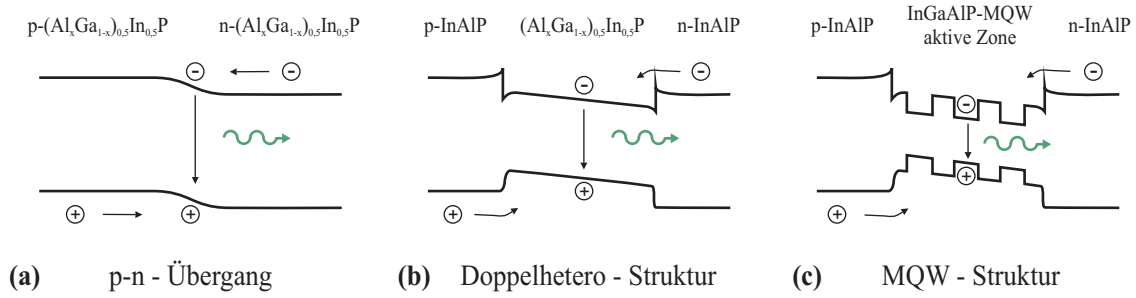 p-(AlₓGa₁₋ₓ)₀,₅In₀,₅P n-(AlₓGa₁₋ₓ)₀,₅In₀,₅P
p-InAlP (AlₓGa₁₋ₓ)₀,₅In₀,₅P n-InAlP
p-InAlP InGaAlP-MQW n-InAlP
aktive Zone
(a) p-n - Übergang
(b) Doppelhetero - Struktur
(c) MQW - Struktur